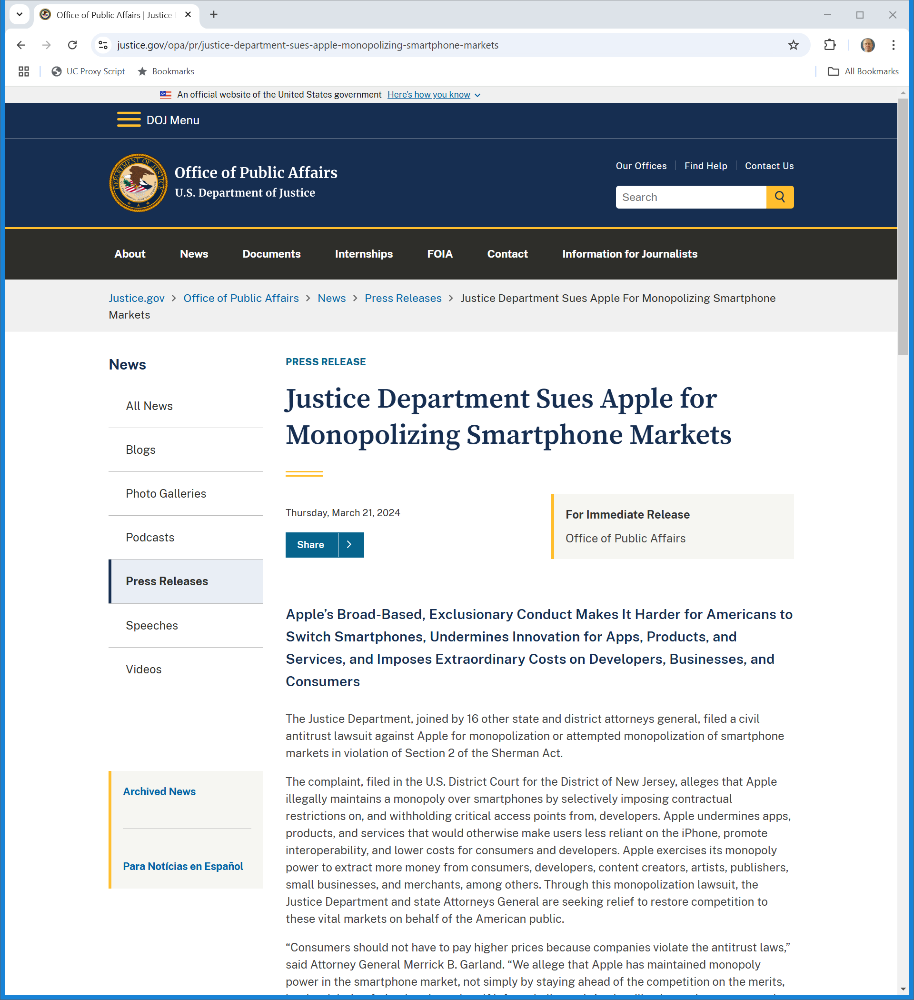 Office of Public Affairs | Justice
justice.gov/opa/pr/justice-department-sues-apple-monopolizing-smartphone-markets
UC Proxy Script
Bookmarks
All Bookmarks
An official website of the United States government Here's how you know
DOJ Menu
Office of Public Affairs
U.S. Department of Justice
Our Offices
Find Help
Contact Us
Search
About
News
Documents
Internships
FOIA
Contact
Information for Journalists
Justice.gov > Office of Public Affairs > News > Press Releases > Justice Department Sues Apple For Monopolizing Smartphone
Markets
News
All News
Blogs
Photo Galleries
Podcasts
Press Releases
Speeches
Videos
Archived News
Para Notícias en Español
PRESS RELEASE
Justice Department Sues Apple for
Monopolizing Smartphone Markets
Thursday, March 21, 2024
Share
For Immediate Release
Office of Public Affairs
Apple’s Broad-Based, Exclusionary Conduct Makes It Harder for Americans to
Switch Smartphones, Undermines Innovation for Apps, Products, and
Services, and Imposes Extraordinary Costs on Developers, Businesses, and
Consumers
The Justice Department, joined by 16 other state and district attorneys general, filed a civil
antitrust lawsuit against Apple for monopolization or attempted monopolization of smartphone
markets in violation of Section 2 of the Sherman Act.
The complaint, filed in the U.S. District Court for the District of New Jersey, alleges that Apple
illegally maintains a monopoly over smartphones by selectively imposing contractual
restrictions on, and withholding critical access points from, developers. Apple undermines apps,
products, and services that would otherwise make users less reliant on the iPhone, promote
interoperability, and lower costs for consumers and developers. Apple exercises its monopoly
power to extract more money from consumers, developers, content creators, artists, publishers,
small businesses, and merchants, among others. Through this monopolization lawsuit, the
Justice Department and state Attorneys General are seeking relief to restore competition to
these vital markets on behalf of the American public.
“Consumers should not have to pay higher prices because companies violate the antitrust laws,”
said Attorney General Merrick B. Garland. “We allege that Apple has maintained monopoly
power in the smartphone market, not simply by staying ahead of the competition on the merits,